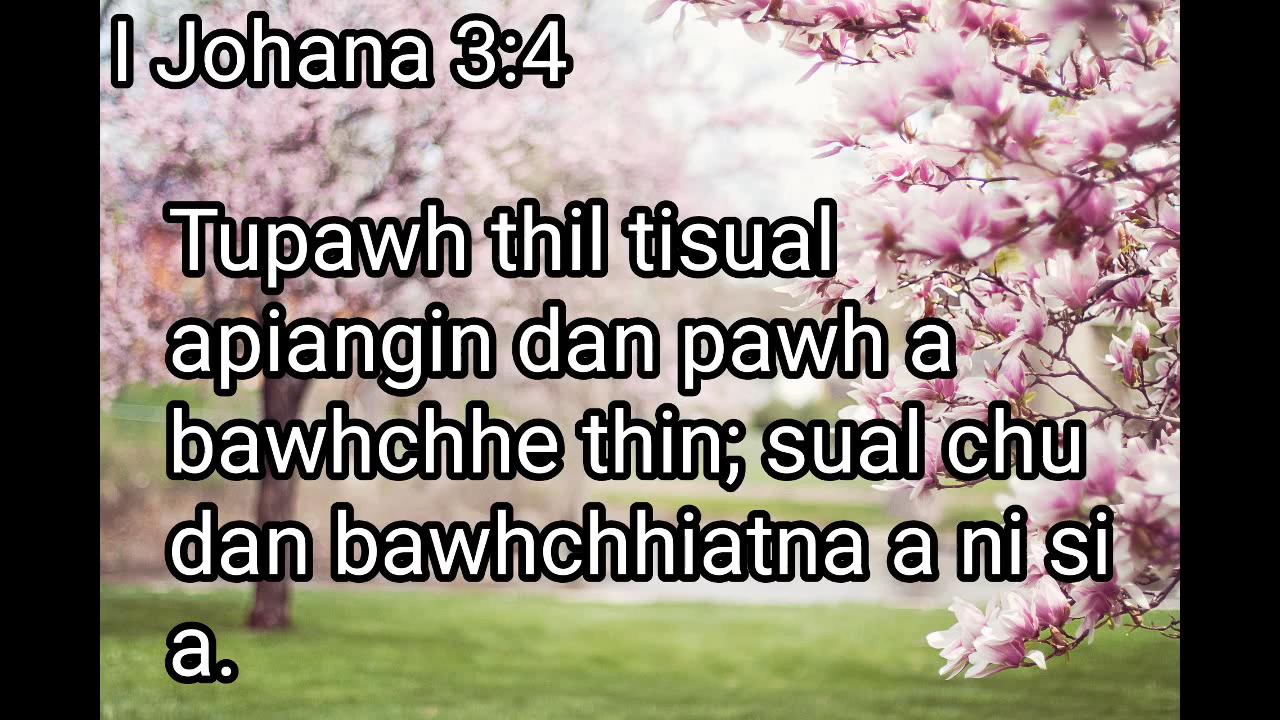 I Johana 3:4
Tupawh thil tisual
apiangin dan pawh a
bawhchhe thin; sual chu
dan bawhchhiatna a ni si
a.